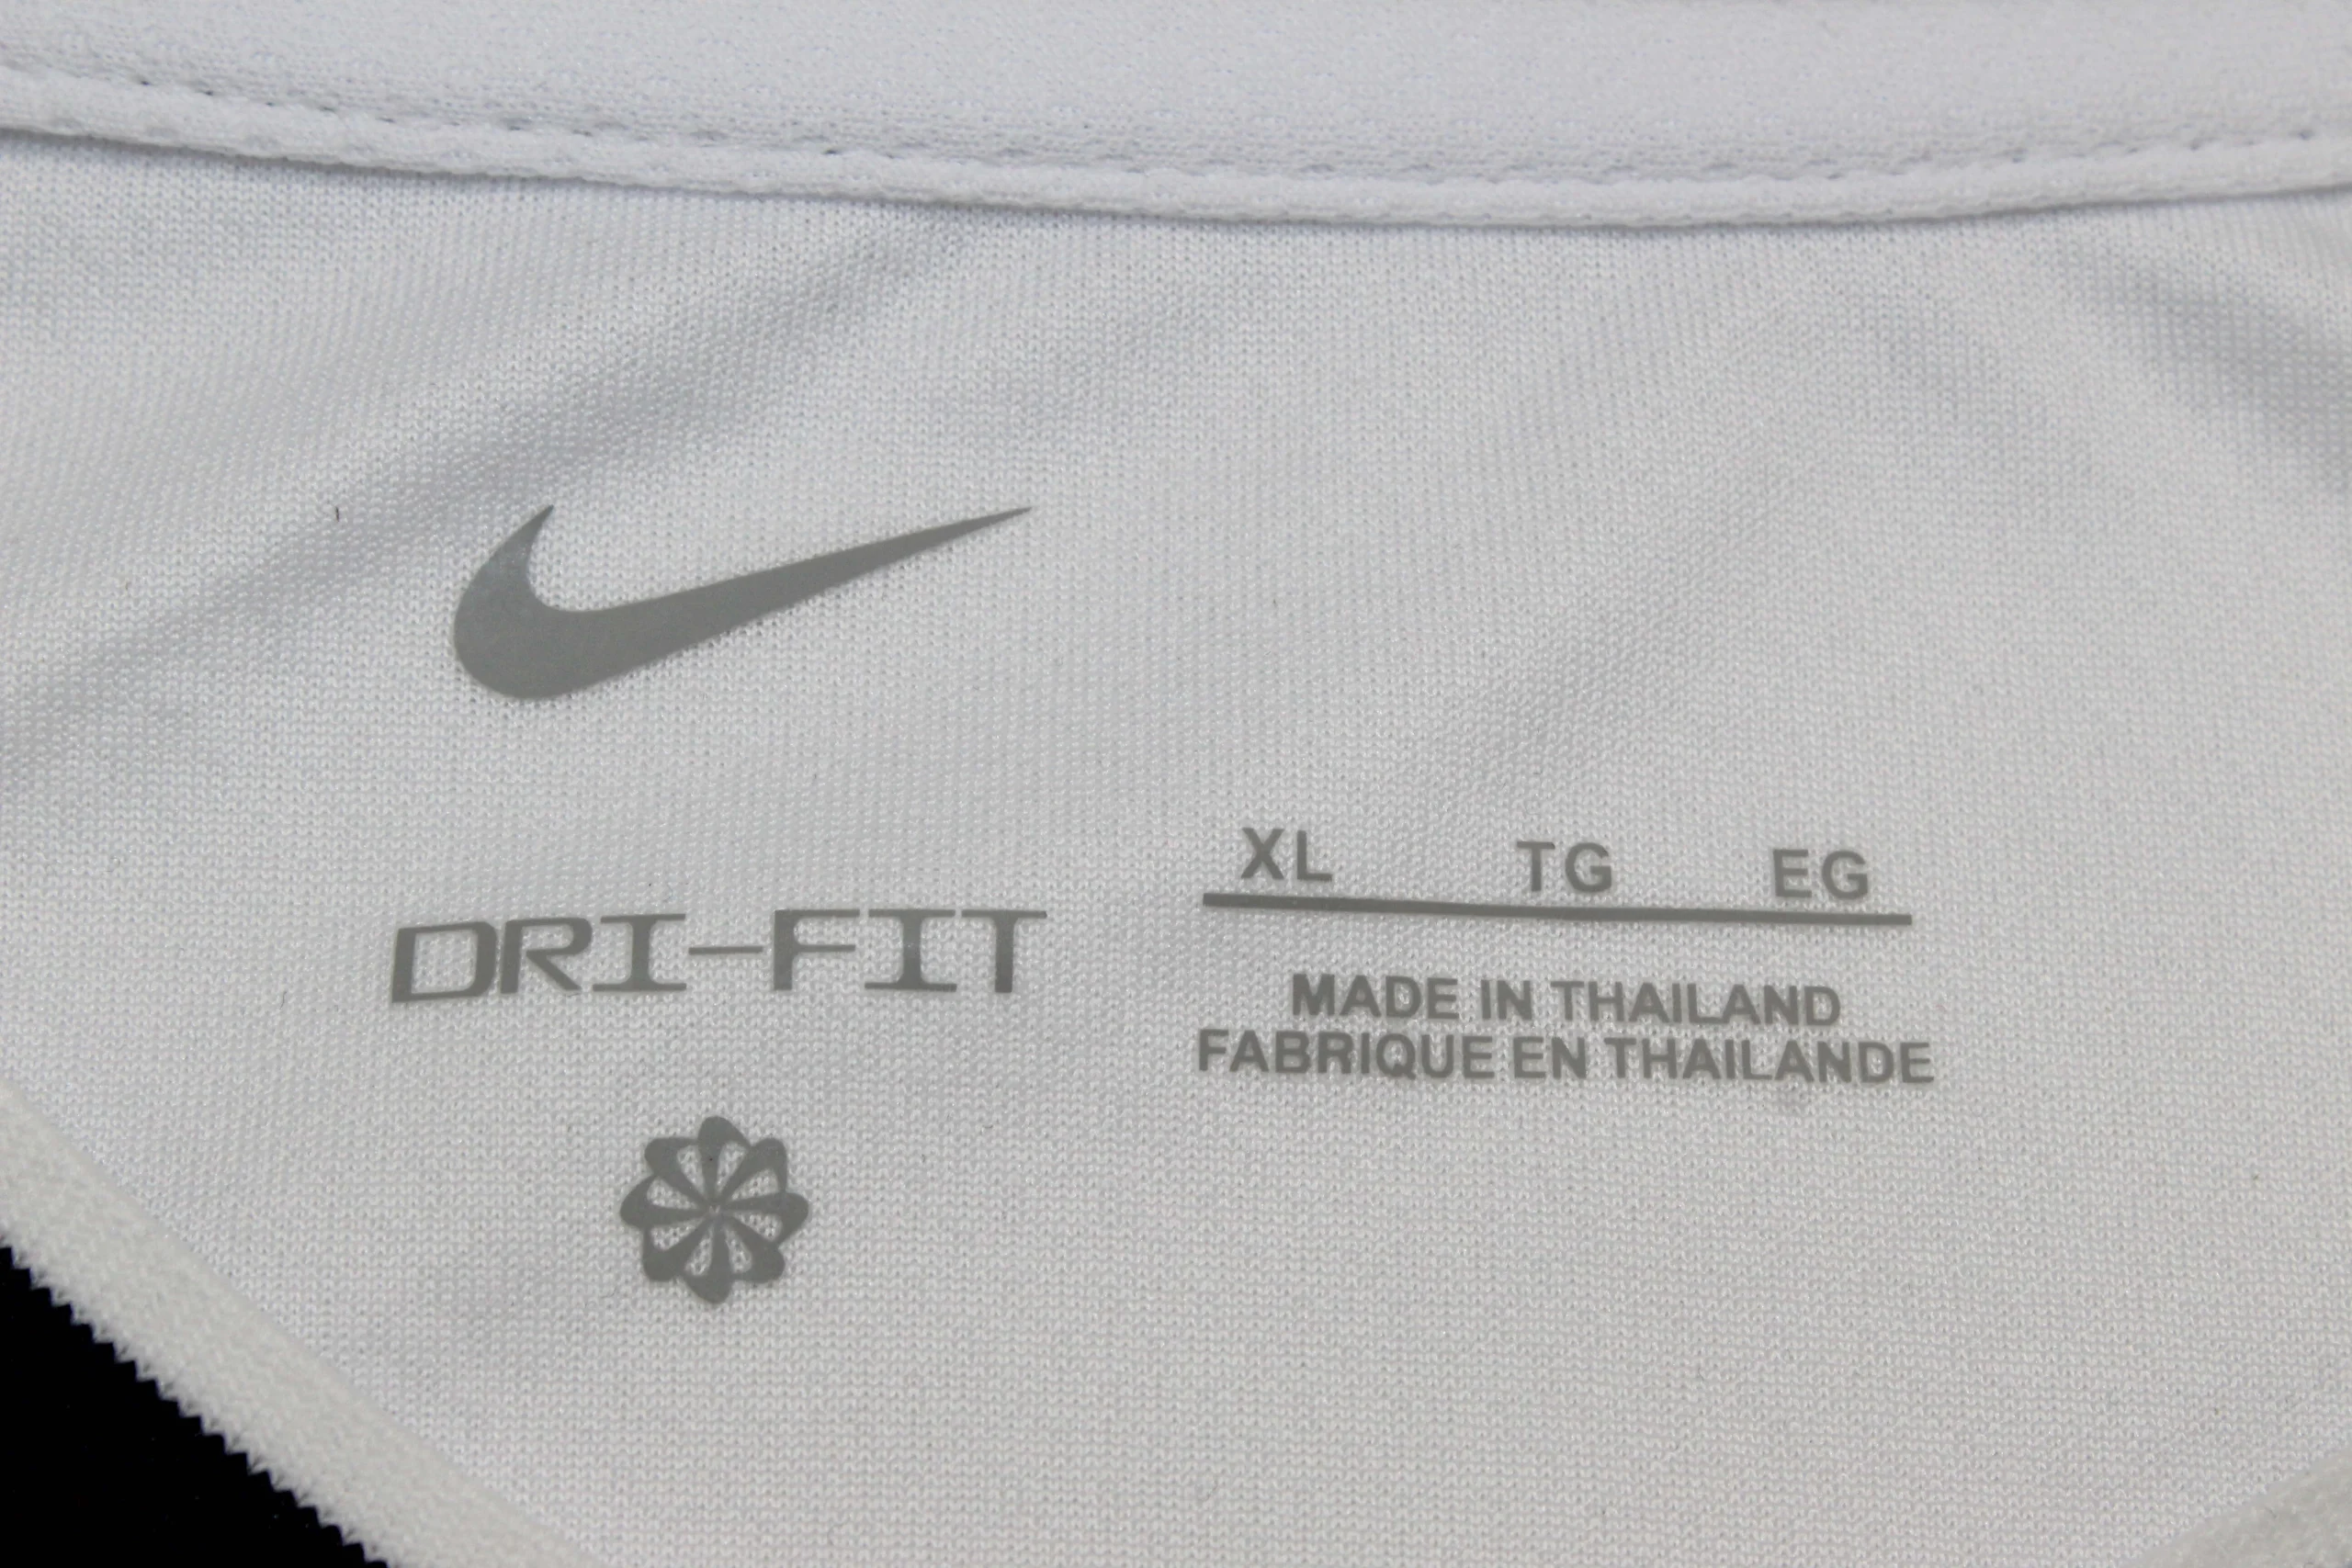 DRI-FIT
XL TG EG
MADE IN THAILAND
FABRIQUE EN THAILANDE